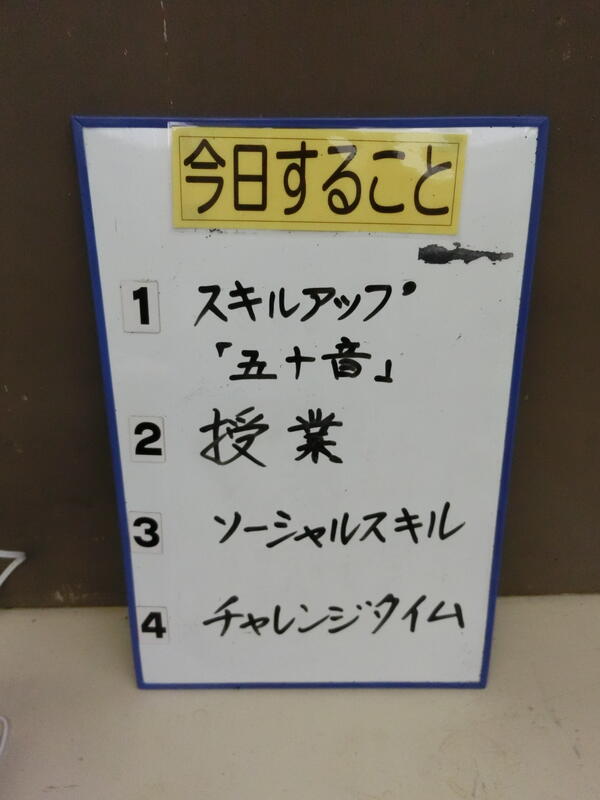 今日すること
1 スキルアップ
「五十音」
2 授業
3 ソーシャルスキル
4 チャレンジタイム